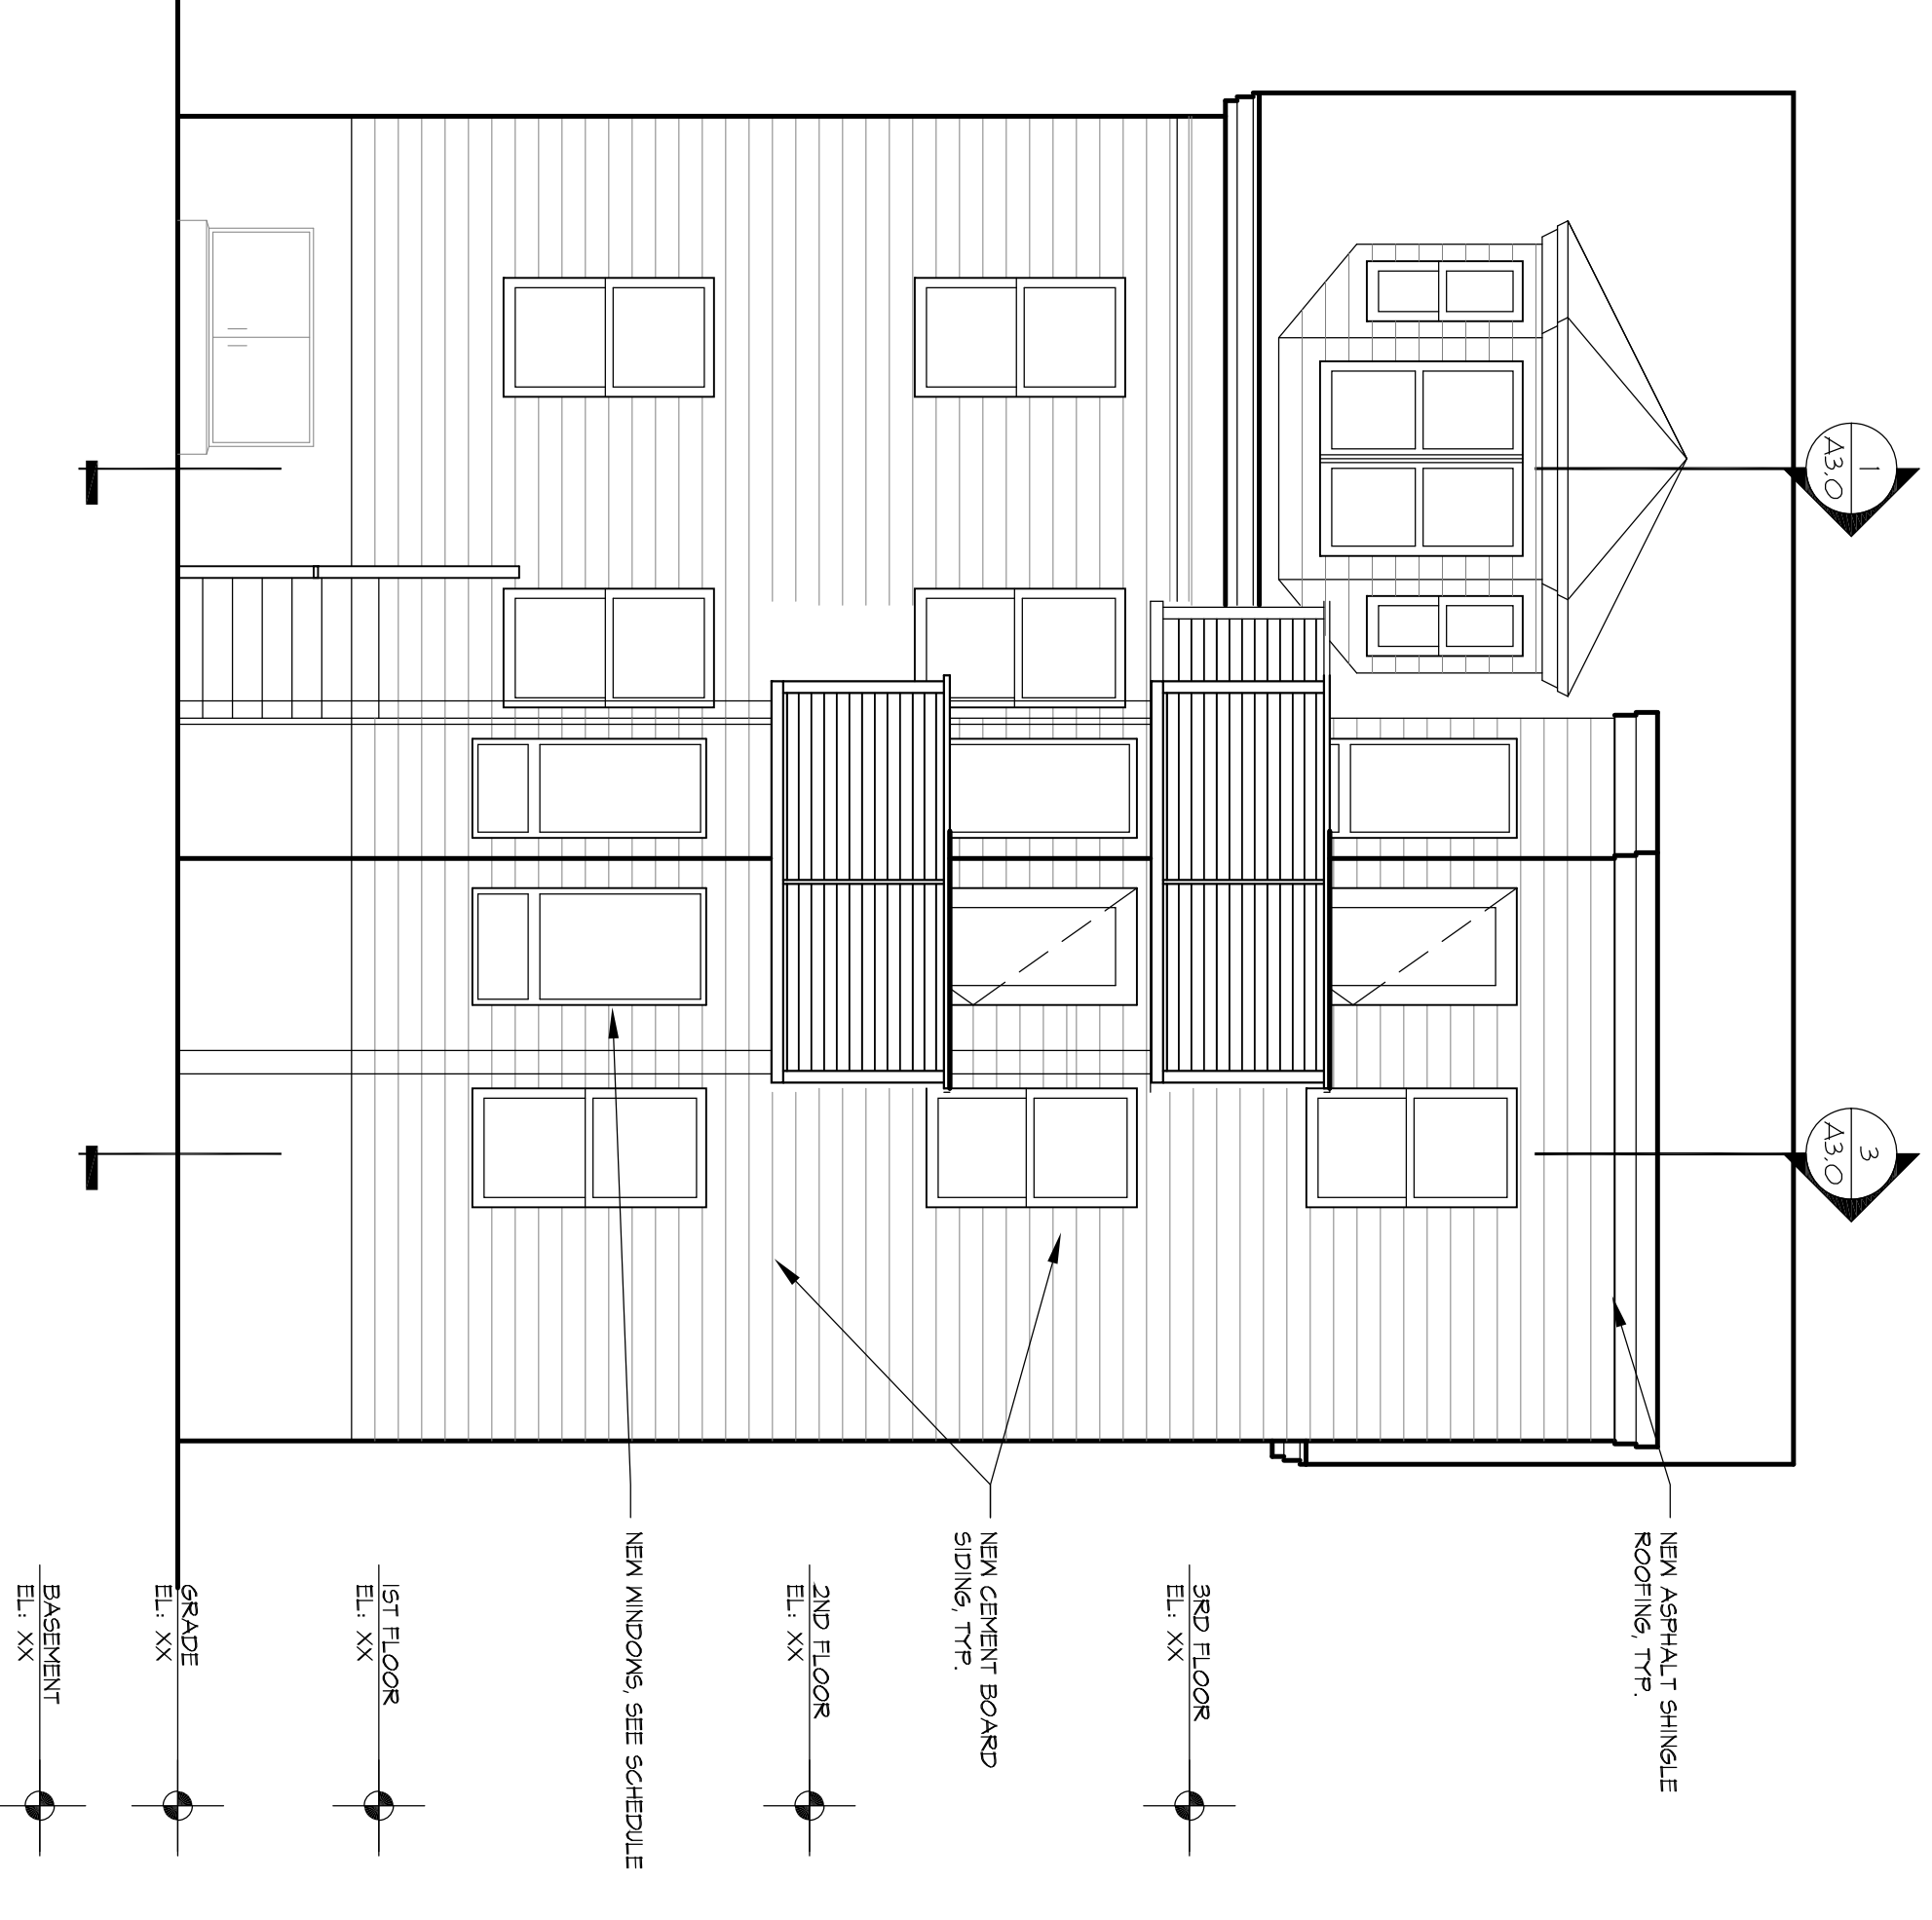 1
A3.0
3
A3.0
NEW ASPHALT SHINGLE
ROOFING, TYP.
3RD FLOOR
EL: XX
NEW CEMENT BOARD
SIDING, TYP.
2ND FLOOR
EL: XX
NEW WINDOWS, SEE SCHEDULE
1ST FLOOR
EL: XX
GRADE
EL: XX
BASEMENT
EL: XX